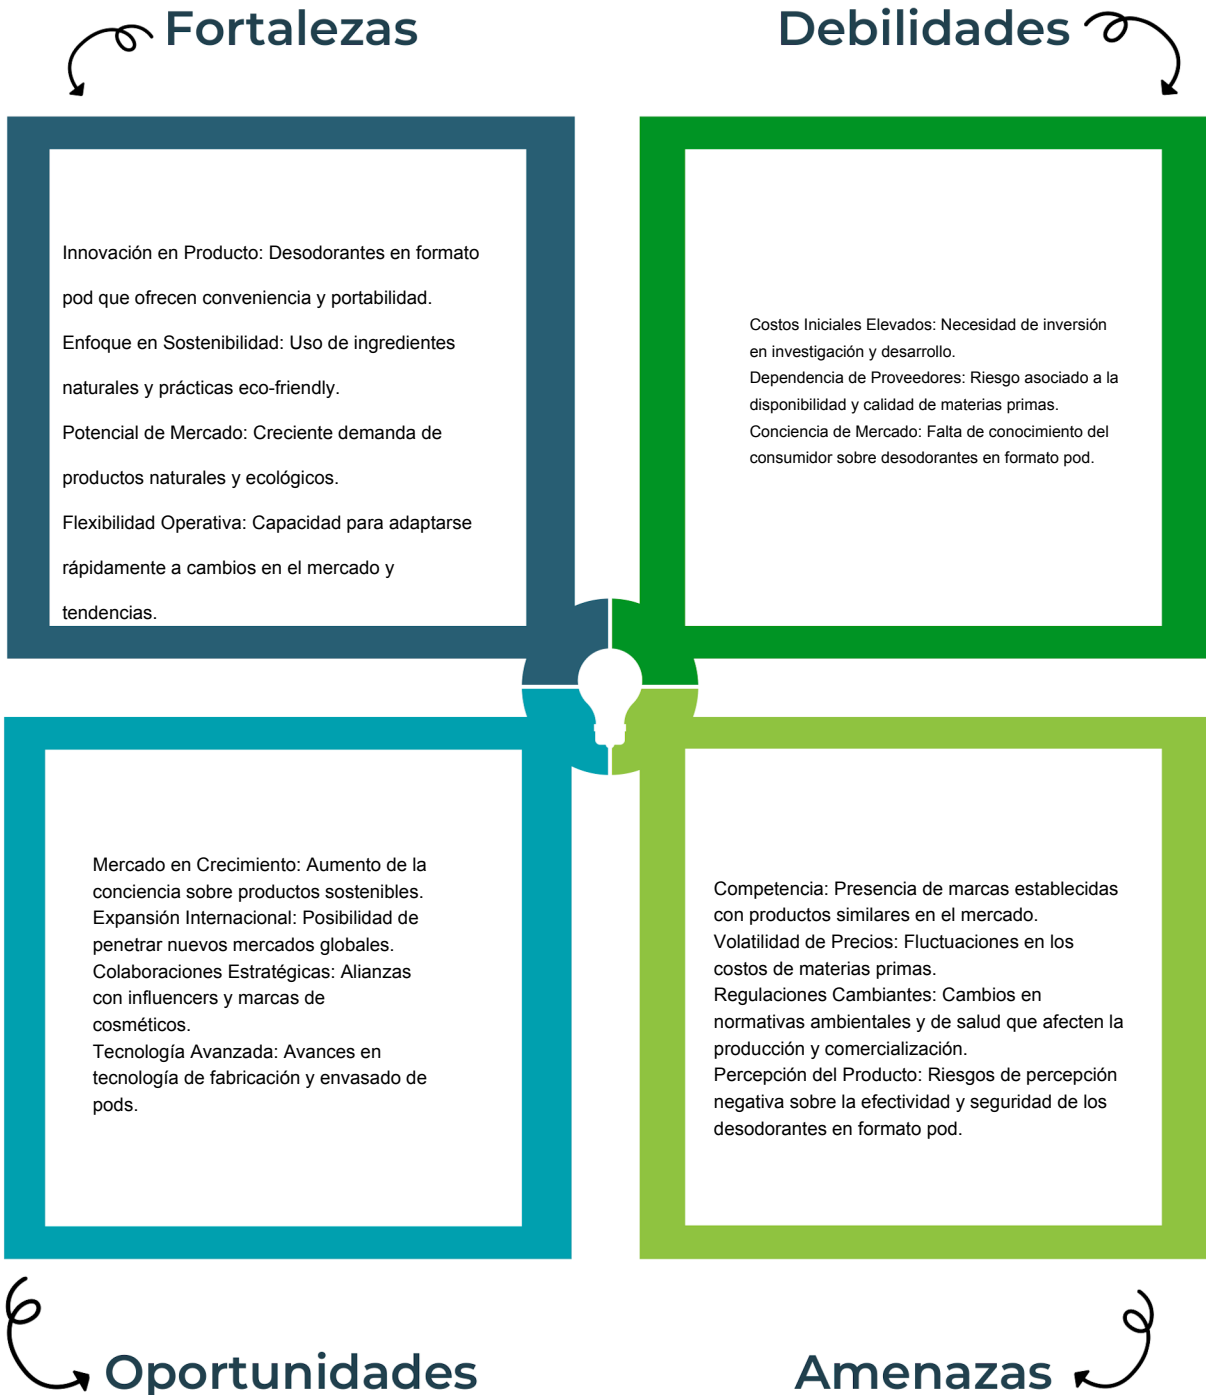 Fortalezas
Debilidades
Innovación en Producto: Desodorantes en formato
pod que ofrecen conveniencia y portabilidad.
Enfoque en Sostenibilidad: Uso de ingredientes
naturales y prácticas eco-friendly.
Potencial de Mercado: Creciente demanda de
productos naturales y ecológicos.
Flexibilidad Operativa: Capacidad para adaptarse
rápidamente a cambios en el mercado y
tendencias.
Costos Iniciales Elevados: Necesidad de inversión
en investigación y desarrollo.
Dependencia de Proveedores: Riesgo asociado a la
disponibilidad y calidad de materias primas.
Conciencia de Mercado: Falta de conocimiento del
consumidor sobre desodorantes en formato pod.
Mercado en Crecimiento: Aumento de la
conciencia sobre productos sostenibles.
Expansión Internacional: Posibilidad de
penetrar nuevos mercados globales.
Colaboraciones Estratégicas: Alianzas
con influencers y marcas de
cosméticos.
Tecnología Avanzada: Avances en
tecnología de fabricación y envasado de
pods.
Competencia: Presencia de marcas establecidas
con productos similares en el mercado.
Volatilidad de Precios: Fluctuaciones en los
costos de materias primas.
Regulaciones Cambiantes: Cambios en
normativas ambientales y de salud que afecten la
producción y comercialización.
Percepción del Producto: Riesgos de percepción
negativa sobre la efectividad y seguridad de los
desodorantes en formato pod.
Oportunidades
Amenazas